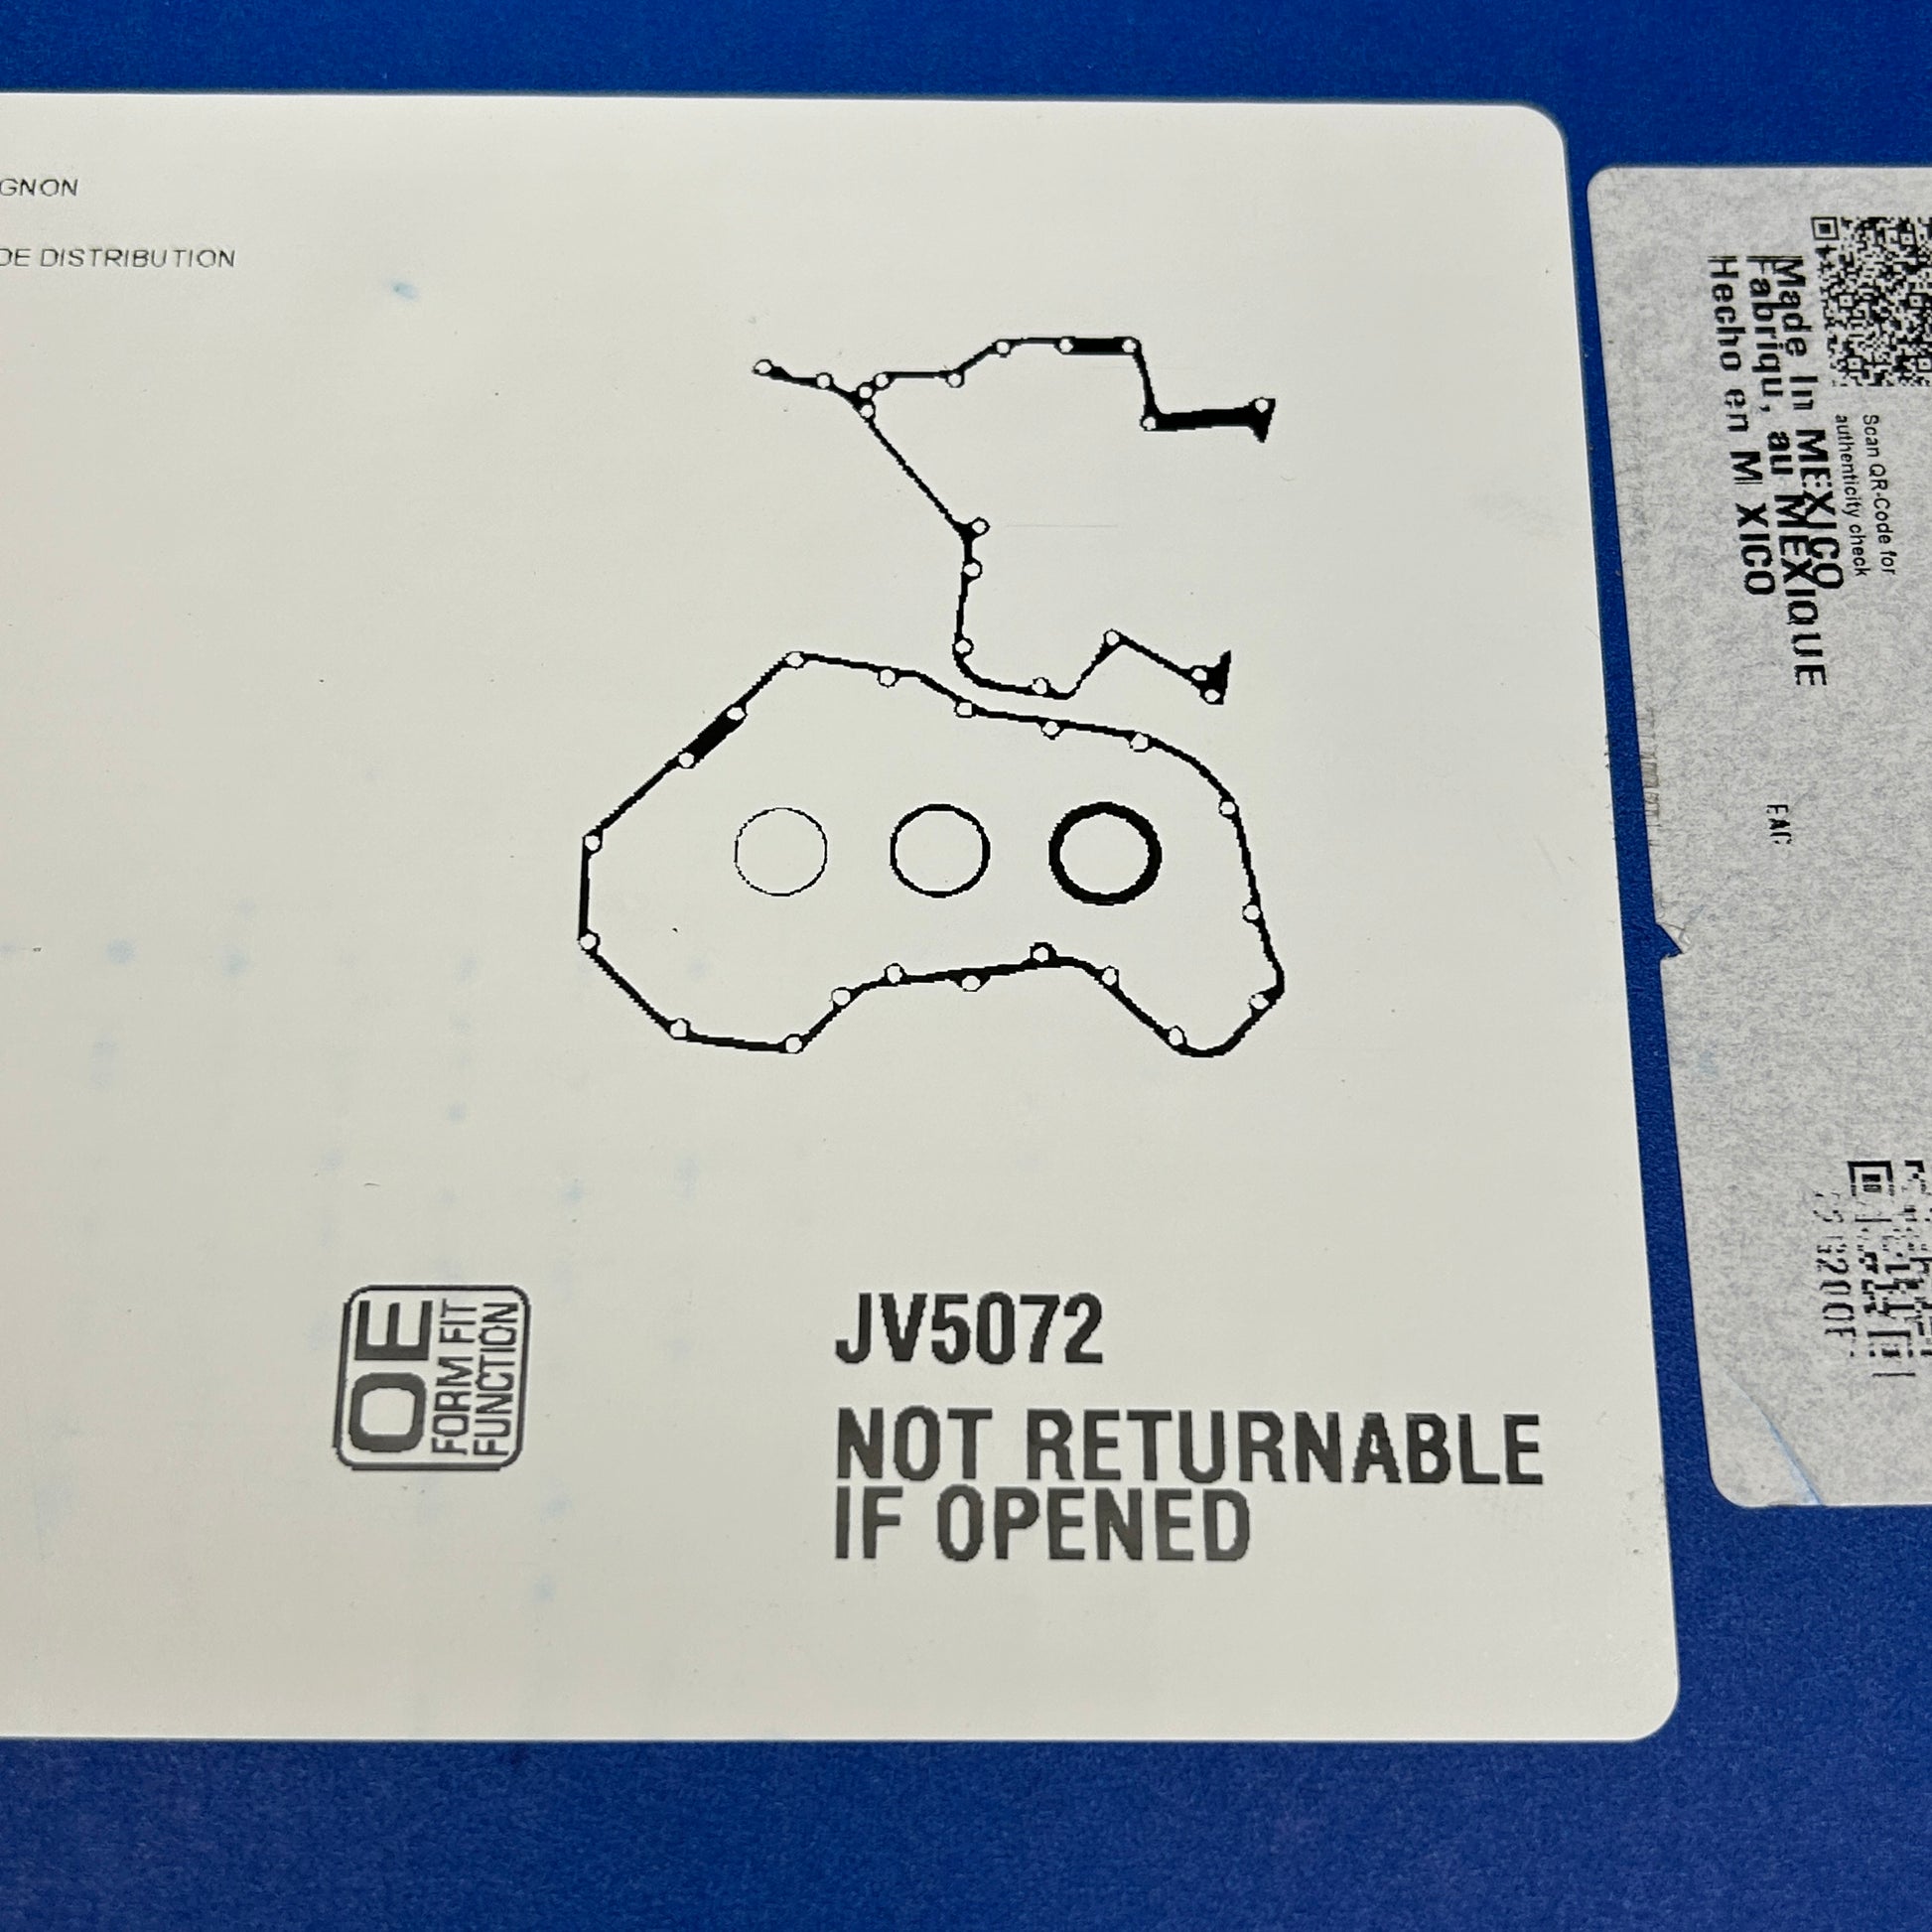 GNON
DE DISTRIBUTION
OE
FORM FIT
FUNCTION
JV5072
NOT RETURNABLE
IF OPENED
Scan QR-Code for
authenticity check
Made In MEXICO
Fabriqu, au MEXIQUE
Hecho en M XICO